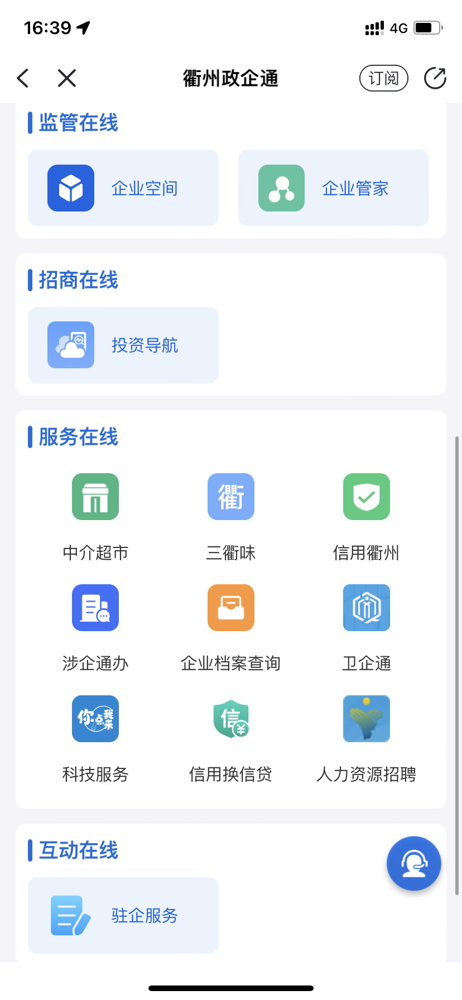 16:39 4G
衢州政企通 订阅
监管在线
企业空间 企业管家
招商在线
投资导航
服务在线
衢
中介超市 三衢味 信用衢州
涉企通办 企业档案查询 卫企通
你点我来 信 ¥
科技服务 信用换信贷 人力资源招聘
互动在线
驻企服务